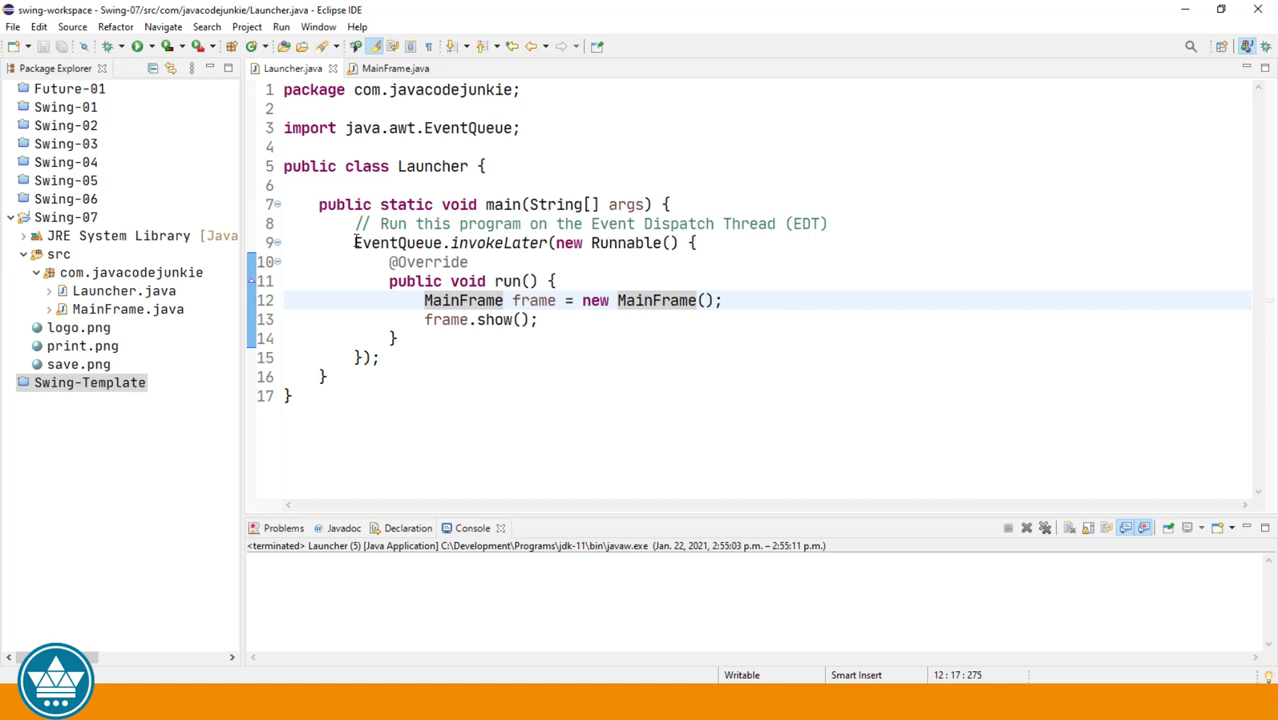 swing-workspace - Swing-07/src/com/javacodejunkie/Launcher.java - Eclipse IDE
File Edit Source Refactor Navigate Search Project Run Window Help
Package Explorer
Launcher.java MainFrame.java
Future-01
Swing-01
Swing-02
Swing-03
Swing-04
Swing-05
Swing-06
Swing-07
JRE System Library [Java
src
com.javacodejunkie
Launcher.java
MainFrame.java
logo.png
print.png
save.png
Swing-Template
1 package com.javacodejunkie;
2
3 import java.awt.EventQueue;
4
5 public class Launcher {
6
7 public static void main(String[] args) {
8 // Run this program on the Event Dispatch Thread (EDT)
9 EventQueue.invokeLater(new Runnable() {
10 @Override
11 public void run() {
12 MainFrame frame = new MainFrame();
13 frame.show();
14 }
15 });
16 }
17 }
Problems Javadoc Declaration Console
<terminated> Launcher (5) [Java Application] C:\Development\Programs\jdk-11\bin\javaw.exe (Jan. 22, 2021, 2:55:03 p.m. – 2:55:11 p.m.)
Writable Smart Insert 12 : 17 : 275